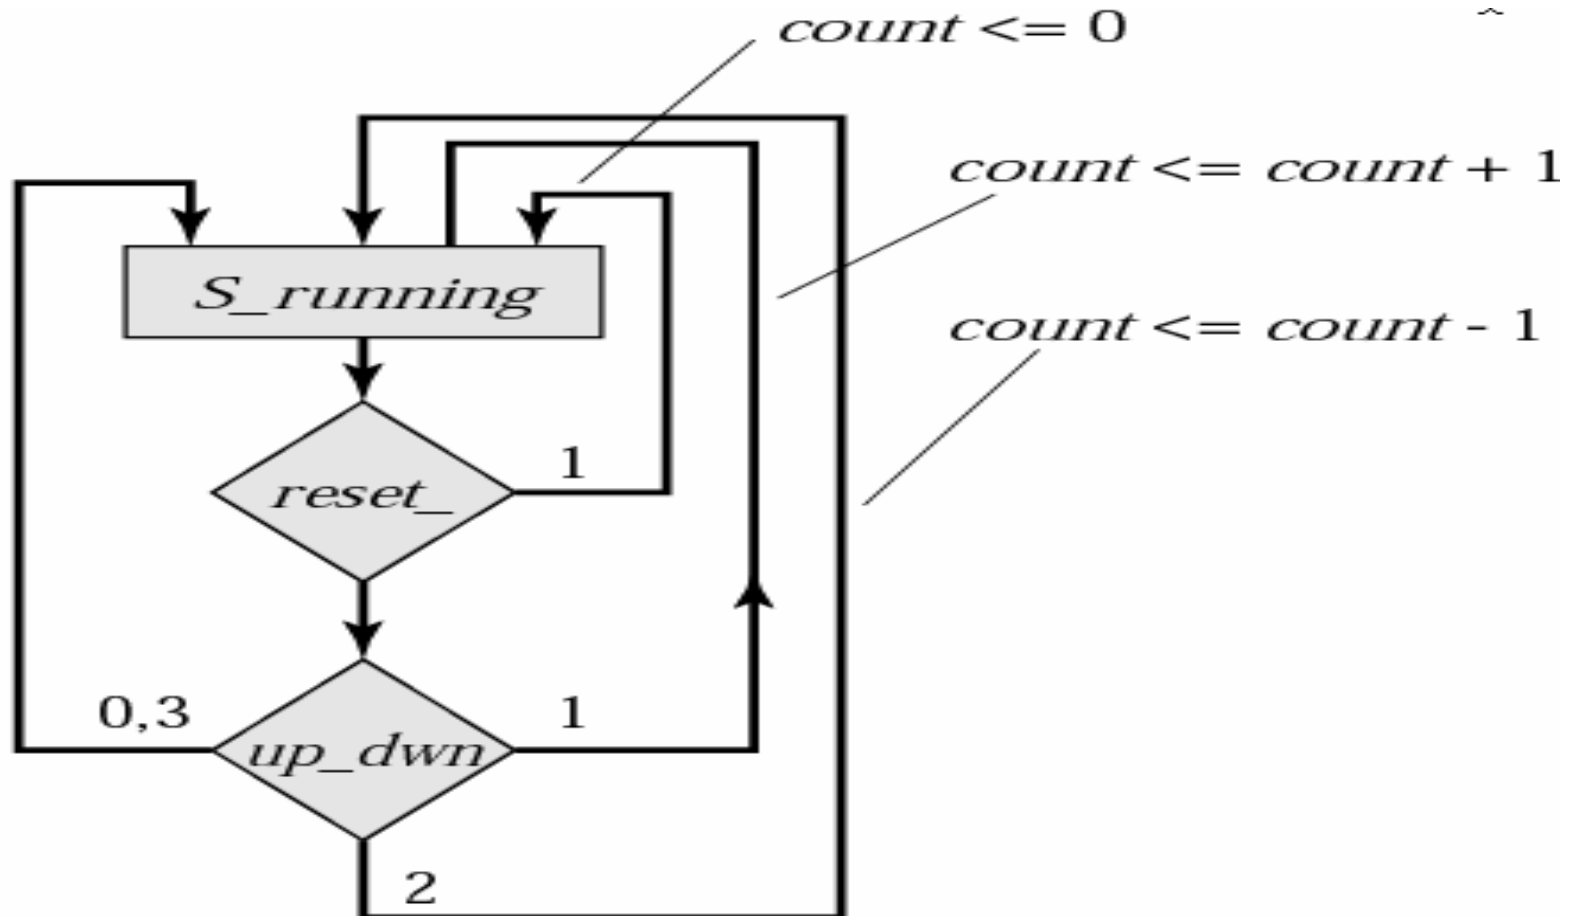 count <= 0
count <= count + 1
S_running
count <= count - 1
1
reset_
0,3
1
up_dwn
2